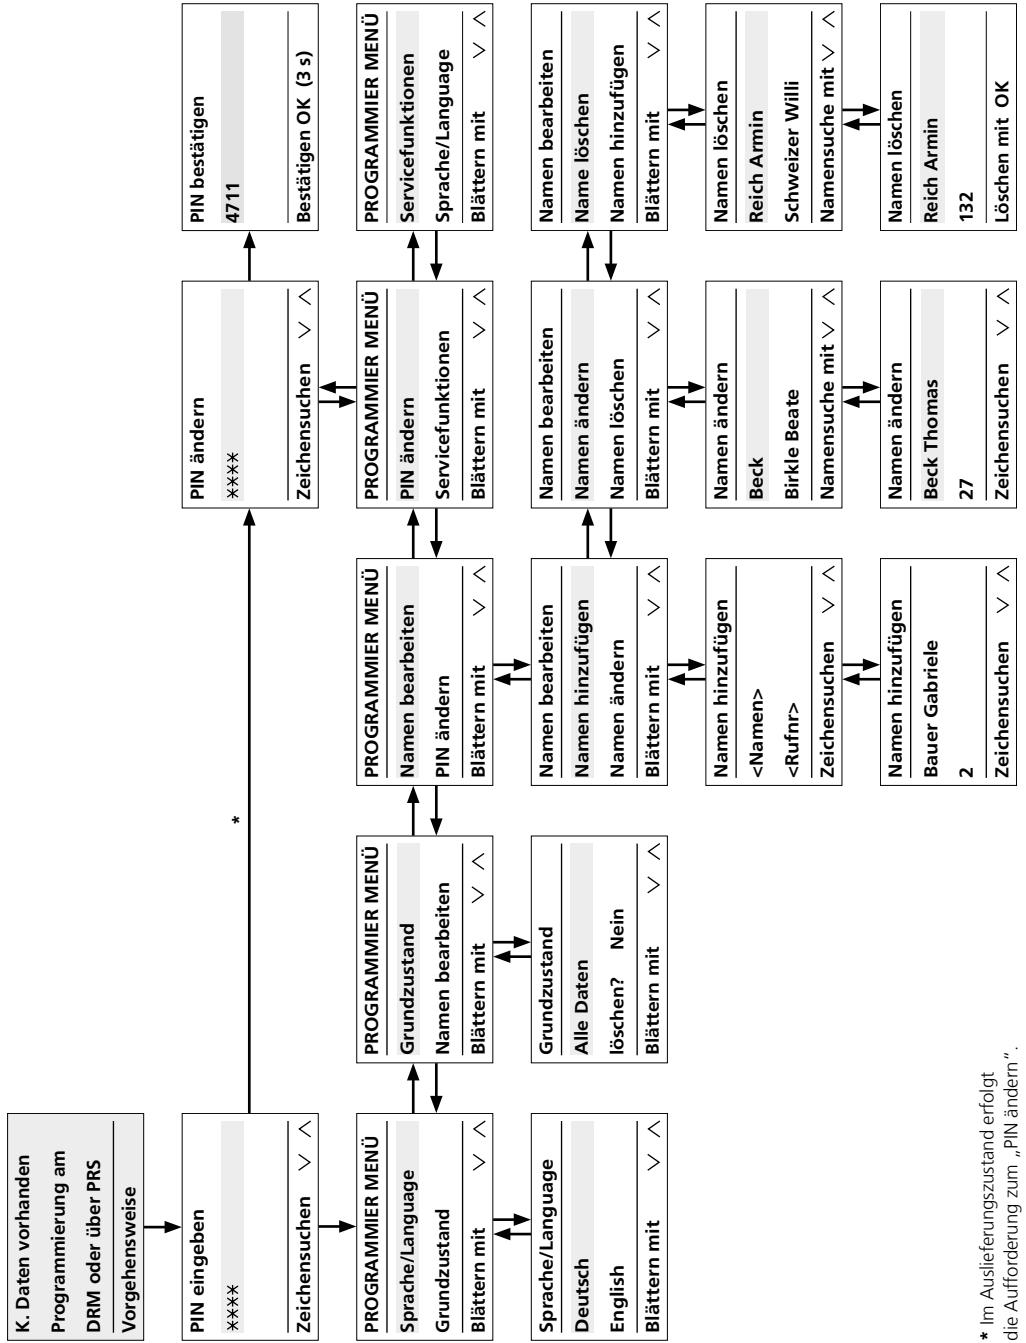 K. Daten vorhanden
Programmierung am
DRM oder über PRS
Vorgehensweise
PIN eingeben
****
Zeichensuchen
*
PIN ändern
****
Zeichensuchen
PIN bestätigen
4711
Bestätigen OK (3 s)
PROGRAMMIER MENÜ
Sprache/Language
Grundzustand
Blättern mit
PROGRAMMIER MENÜ
Grundzustand
Namen bearbeiten
Blättern mit
PROGRAMMIER MENÜ
Namen bearbeiten
PIN ändern
Blättern mit
PROGRAMMIER MENÜ
PIN ändern
Servicefunktionen
Blättern mit
PROGRAMMIER MENÜ
Servicefunktionen
Sprache/Language
Blättern mit
Sprache/Language
Deutsch
English
Blättern mit
Grundzustand
Alle Daten
löschen? Nein
Blättern mit
Namen bearbeiten
Namen hinzufügen
Namen ändern
Blättern mit
Namen bearbeiten
Namen ändern
Namen löschen
Blättern mit
Namen bearbeiten
Name löschen
Namen hinzufügen
Blättern mit
Namen hinzufügen
<Namen>
<Rufnr>
Zeichensuchen
Namen ändern
Beck
Birkle Beate
Namensuche mit
Namen löschen
Reich Armin
Schweizer Willi
Namensuche mit
Namen hinzufügen
Bauer Gabriele
2
Zeichensuchen
Namen ändern
Beck Thomas
27
Zeichensuchen
Namen löschen
Reich Armin
132
Löschen mit OK
* Im Auslieferungszustand erfolgt
die Aufforderung zum „PIN ändern".